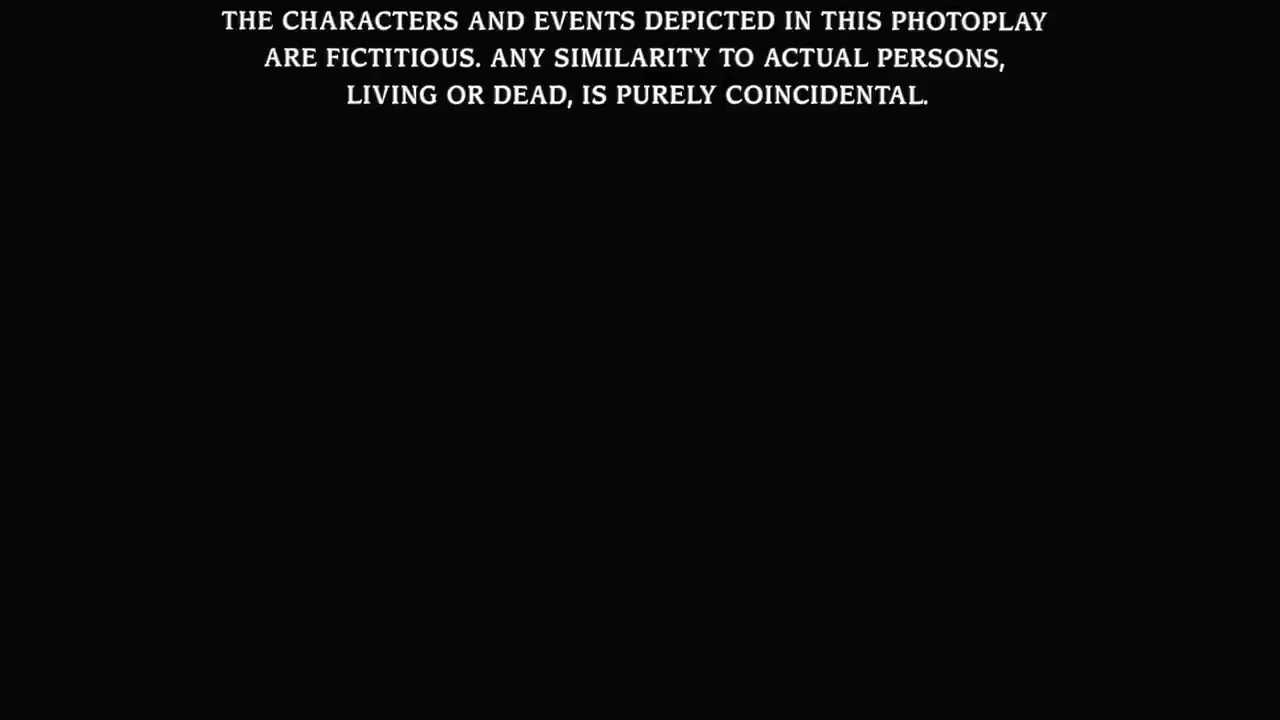 THE CHARACTERS AND EVENTS DEPICTED IN THIS PHOTOPLAY
ARE FICTITIOUS. ANY SIMILARITY TO ACTUAL PERSONS,
LIVING OR DEAD, IS PURELY COINCIDENTAL.